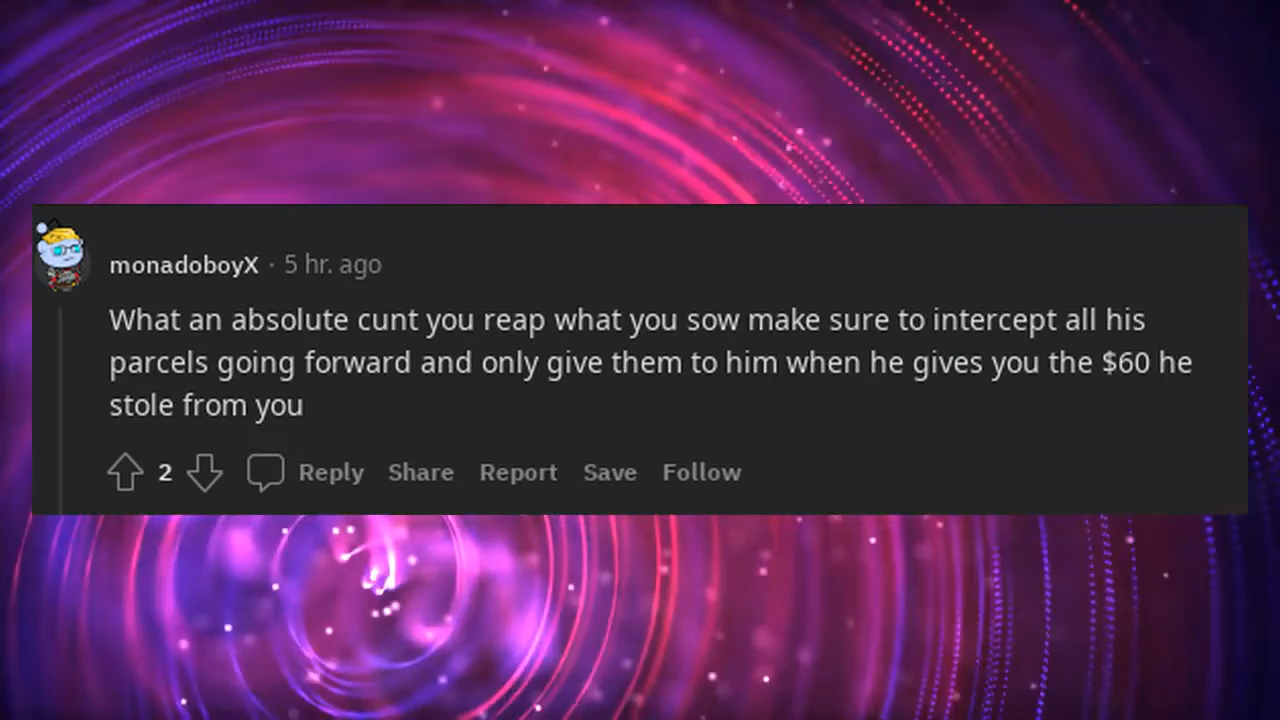 monadoboyX · 5 hr. ago
What an absolute cunt you reap what you sow make sure to intercept all his
parcels going forward and only give them to him when he gives you the $60 he
stole from you
2 Reply Share Report Save Follow